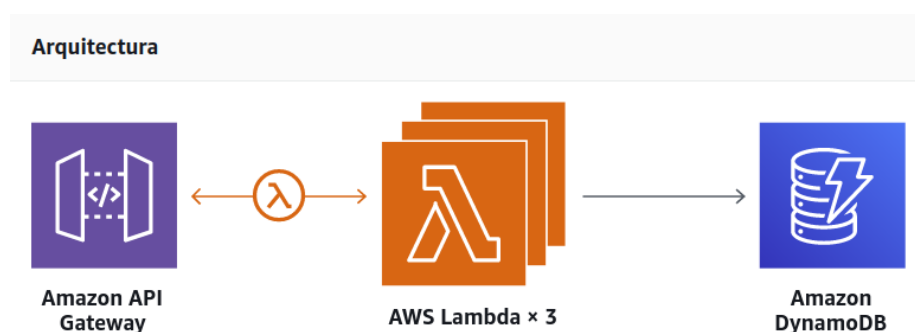 Arquitectura
</>
Amazon API
Gateway
AWS Lambda × 3
Amazon
DynamoDB